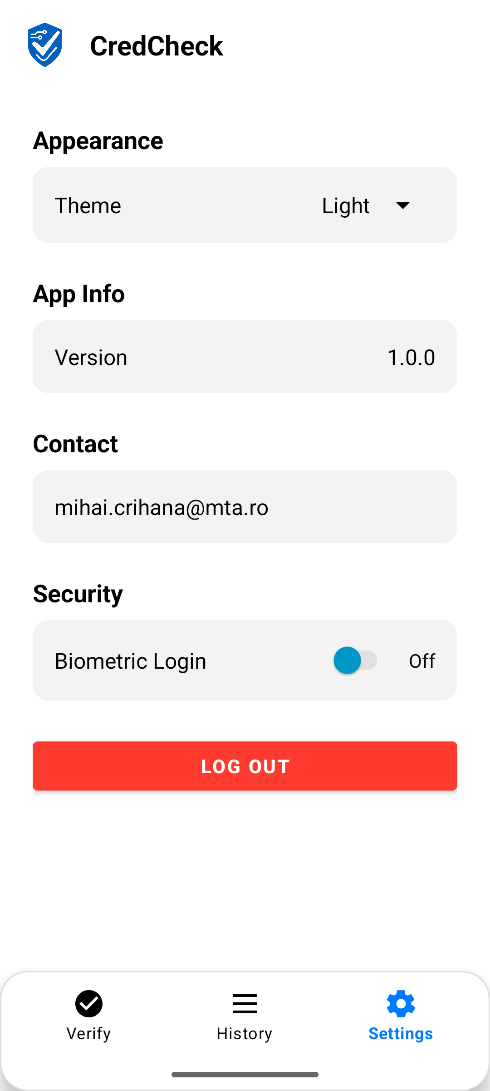 CredCheck
Appearance
Theme Light
App Info
Version 1.0.0
Contact
mihai.crihana@mta.ro
Security
Biometric Login Off
LOG OUT
Verify History Settings